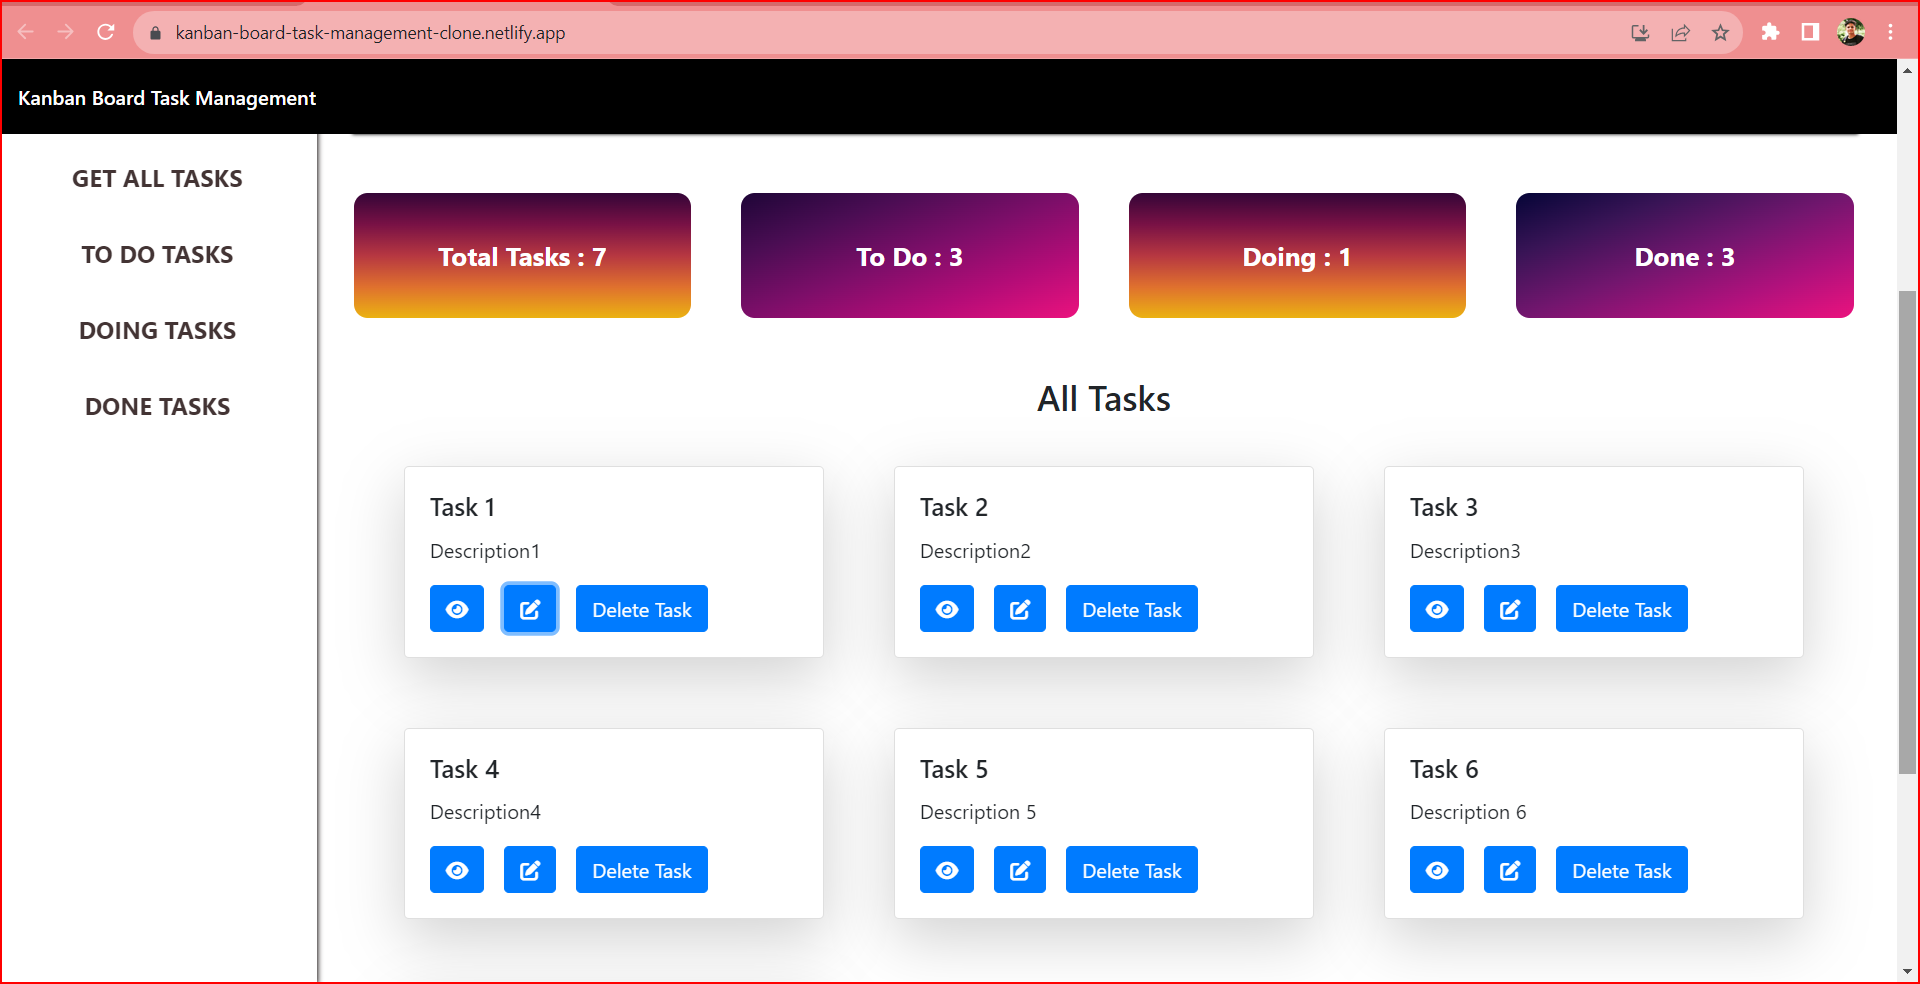 kanban-board-task-management-clone.netlify.app
Kanban Board Task Management
GET ALL TASKS
TO DO TASKS
DOING TASKS
DONE TASKS
Total Tasks : 7
To Do : 3
Doing : 1
Done : 3
All Tasks
Task 1
Description1
Delete Task
Task 2
Description2
Delete Task
Task 3
Description3
Delete Task
Task 4
Description4
Delete Task
Task 5
Description 5
Delete Task
Task 6
Description 6
Delete Task